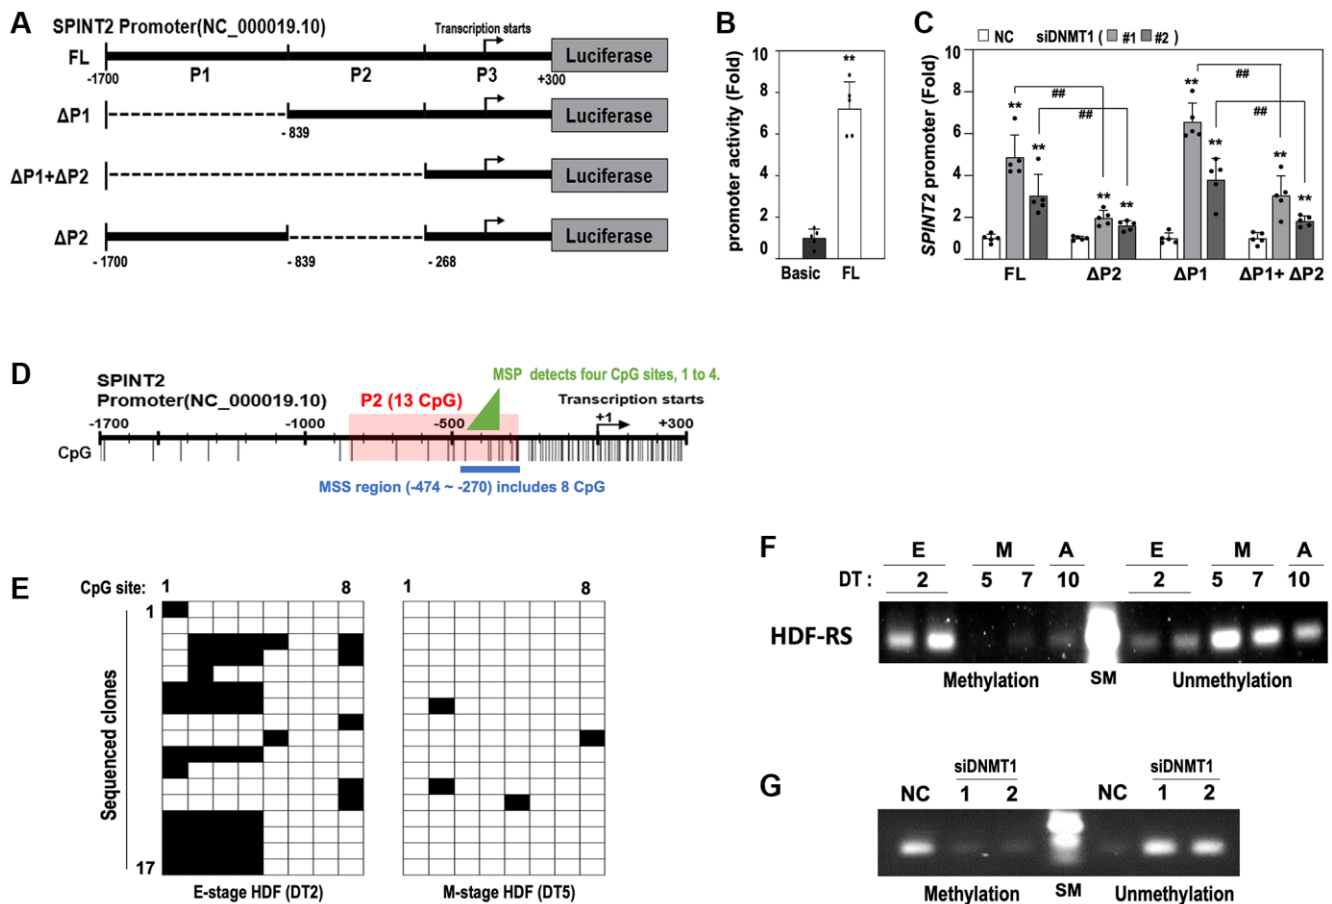 A
SPINT2 Promoter(NC_000019.10)
Transcription starts
FL
Luciferase
-1700
P1
P2
P3
+300
ΔP1
Luciferase
- 839
ΔP1+ΔP2
Luciferase
ΔP2
Luciferase
- 1700
- 839
- 268
B
promoter activity (Fold)
10
8
6
4
2
0
**
Basic
FL
C
NC
siDNMT1 ( #1 #2 )
SPINT2 promoter (Fold)
10
8
6
4
2
0
**
**
##
##
**
**
**
**
##
##
**
**
FL
ΔP2
ΔP1
ΔP1+ ΔP2
D
SPINT2
Promoter(NC_000019.10)
MSP detects four CpG sites, 1 to 4.
P2 (13 CpG)
Transcription starts
-1700
-1000
-500
+1
+300
CpG
MSS region (-474 ~ -270) includes 8 CpG
E
CpG site:
1
8
1
8
1
Sequenced clones
17
E-stage HDF (DT2)
M-stage HDF (DT5)
F
E M A E M A
DT : 2 5 7 10 2 5 7 10
HDF-RS
Methylation
SM
Unmethylation
G
siDNMT1
siDNMT1
NC 1 2 NC 1 2
Methylation
SM
Unmethylation